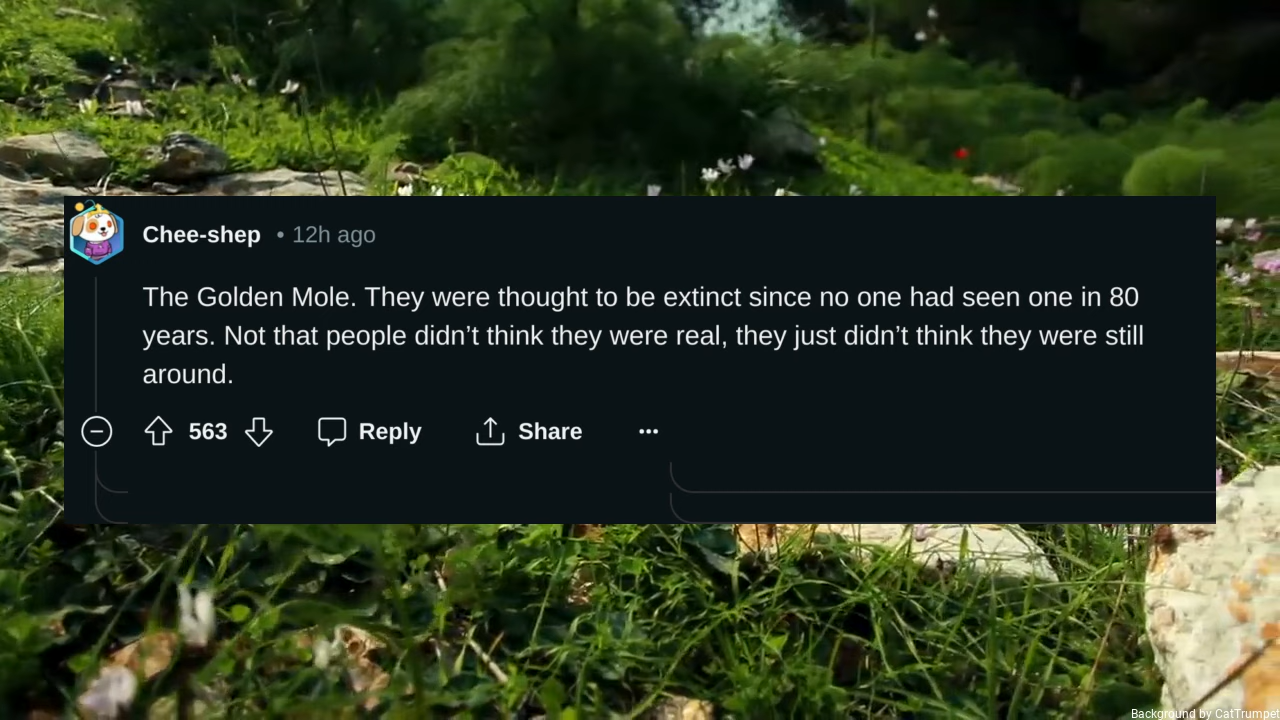 Chee-shep • 12h ago
The Golden Mole. They were thought to be extinct since no one had seen one in 80
years. Not that people didn’t think they were real, they just didn’t think they were still
around.
563 Reply Share ...
Background by CatTrumpet